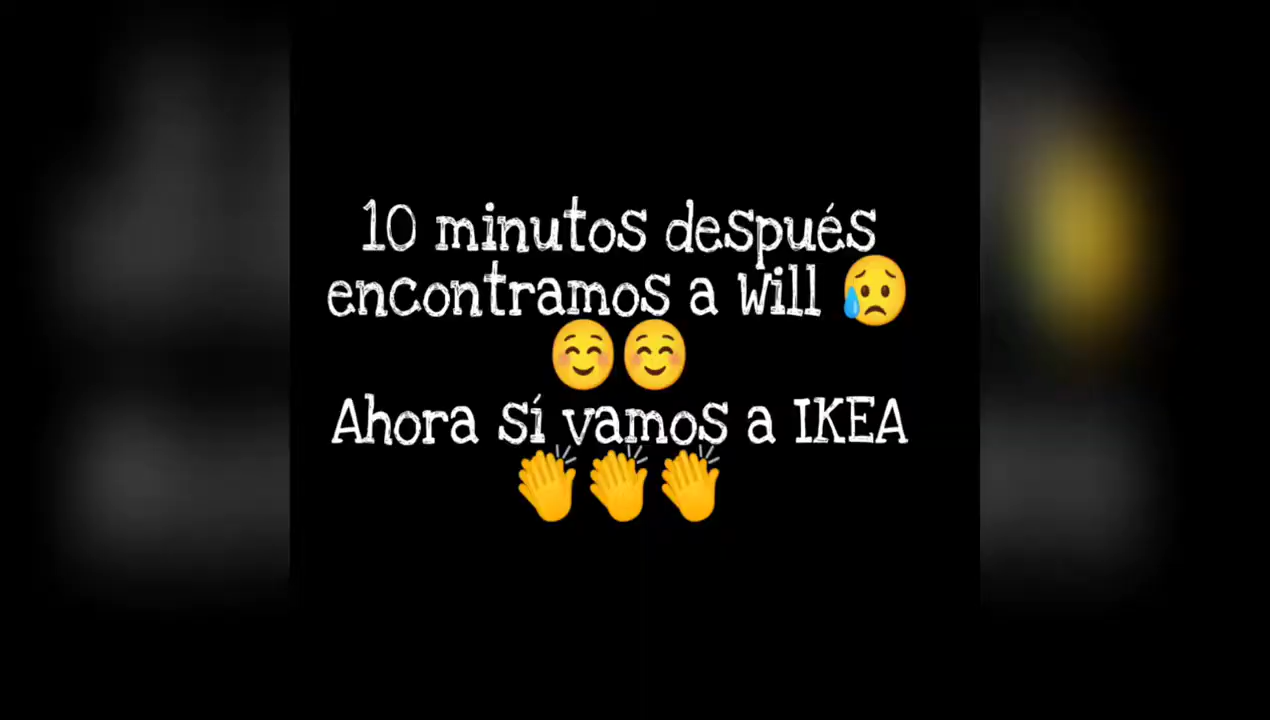 10 minutos después
encontramos a Will 😥
☺️☺️
Ahora sí vamos a IKEA
👏👏👏